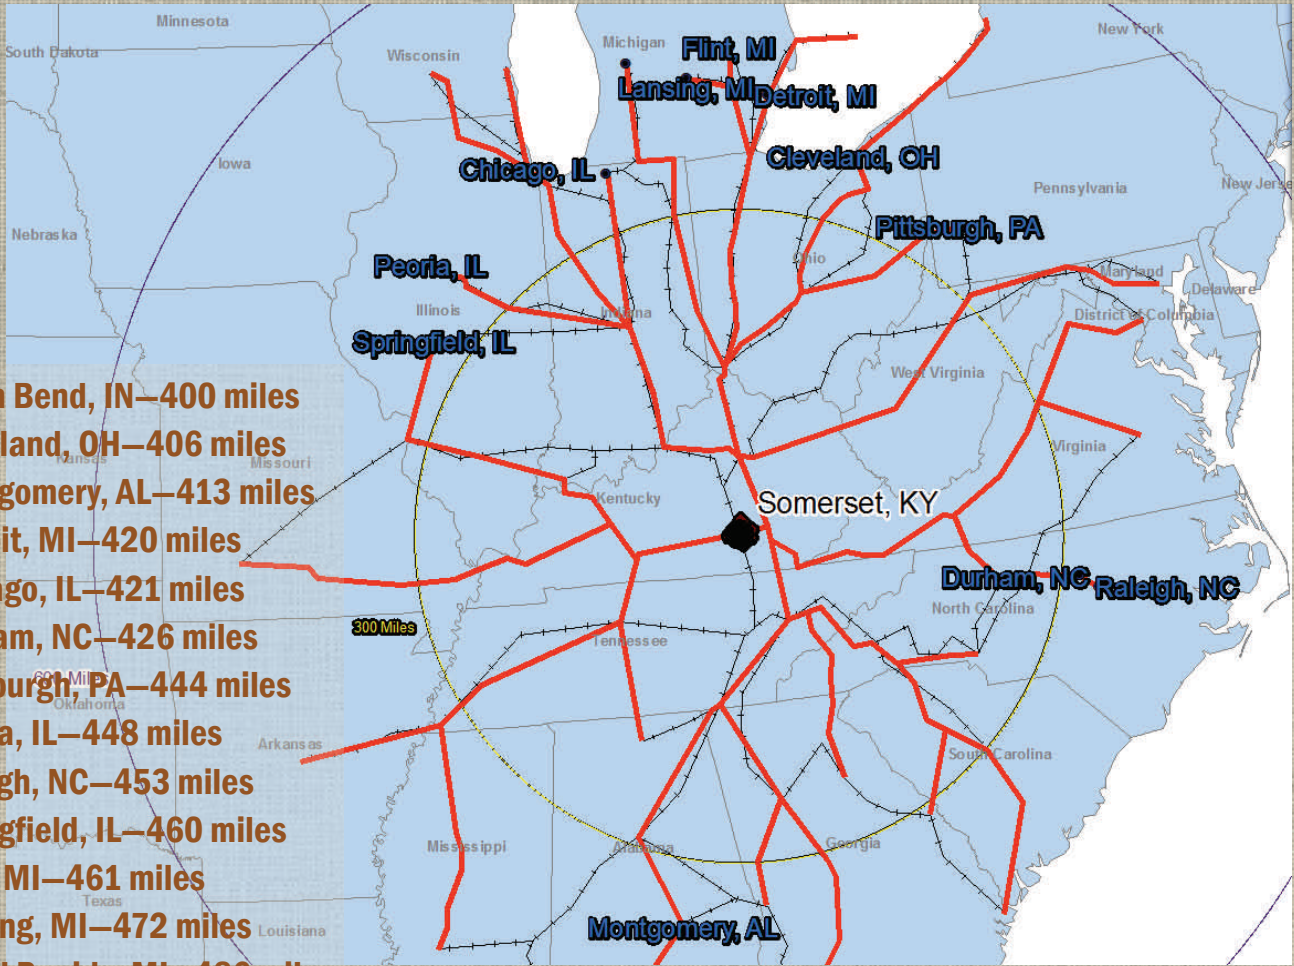 Minnesota
New York
Michigan
Flint, MI
South Dakota
Wisconsin
Lansing, MI
Detroit, MI
Iowa
Chicago, IL
Cleveland, OH
Pennsylvania
New Jerse
Nebraska
Pittsburgh, PA
Ohio
Peoria, IL
Maryland
Delaware
Illinois
Indiana
District of Columbia
Springfield, IL
West Virginia
Bend, IN—400 miles
land, OH—406 miles
Kansas
Missouri
Virginia
gomery, AL—413 miles
Kentucky
Somerset, KY
it, MI—420 miles
go, IL—421 miles
Durham, NC
Raleigh, NC
North Carolina
am, NC—426 miles
300 Miles
Tennessee
600 Miles
burgh, PA—444 miles
Oklahoma
a, IL—448 miles
Arkansas
South Carolina
gh, NC—453 miles
gfield, IL—460 miles
Mississippi
Alabama
Georgia
MI—461 miles
Texas
ng, MI—472 miles
Louisiana
Montgomery, AL